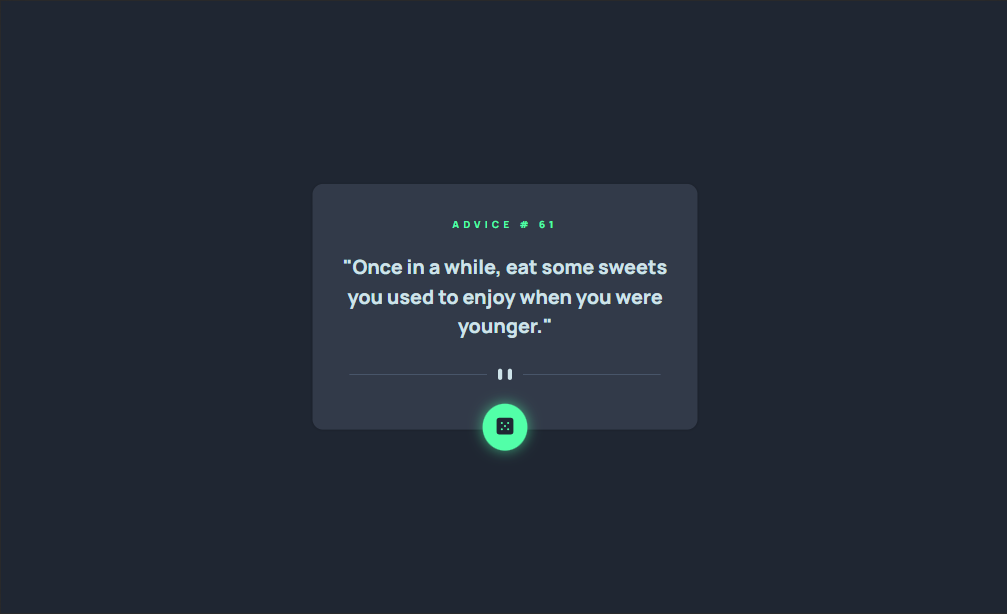 ADVICE # 61
"Once in a while, eat some sweets
you used to enjoy when you were
younger."